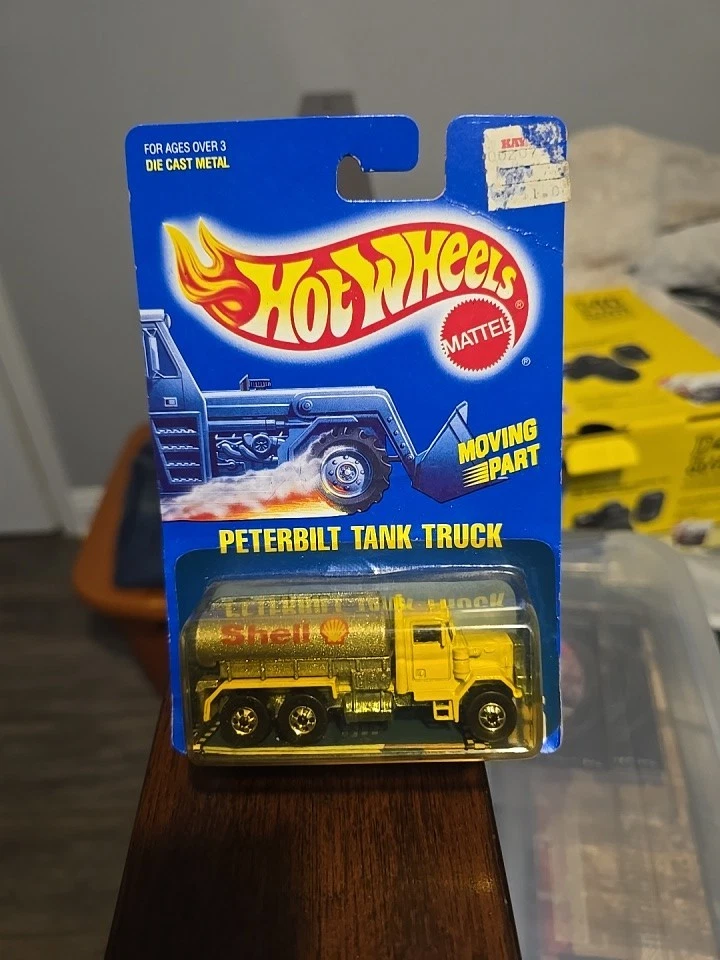 FOR AGES OVER 3
DIE CAST METAL
HOT WHEELS
®
MATTEL
®
MOVING
PART
PETERBILT TANK TRUCK
Shell